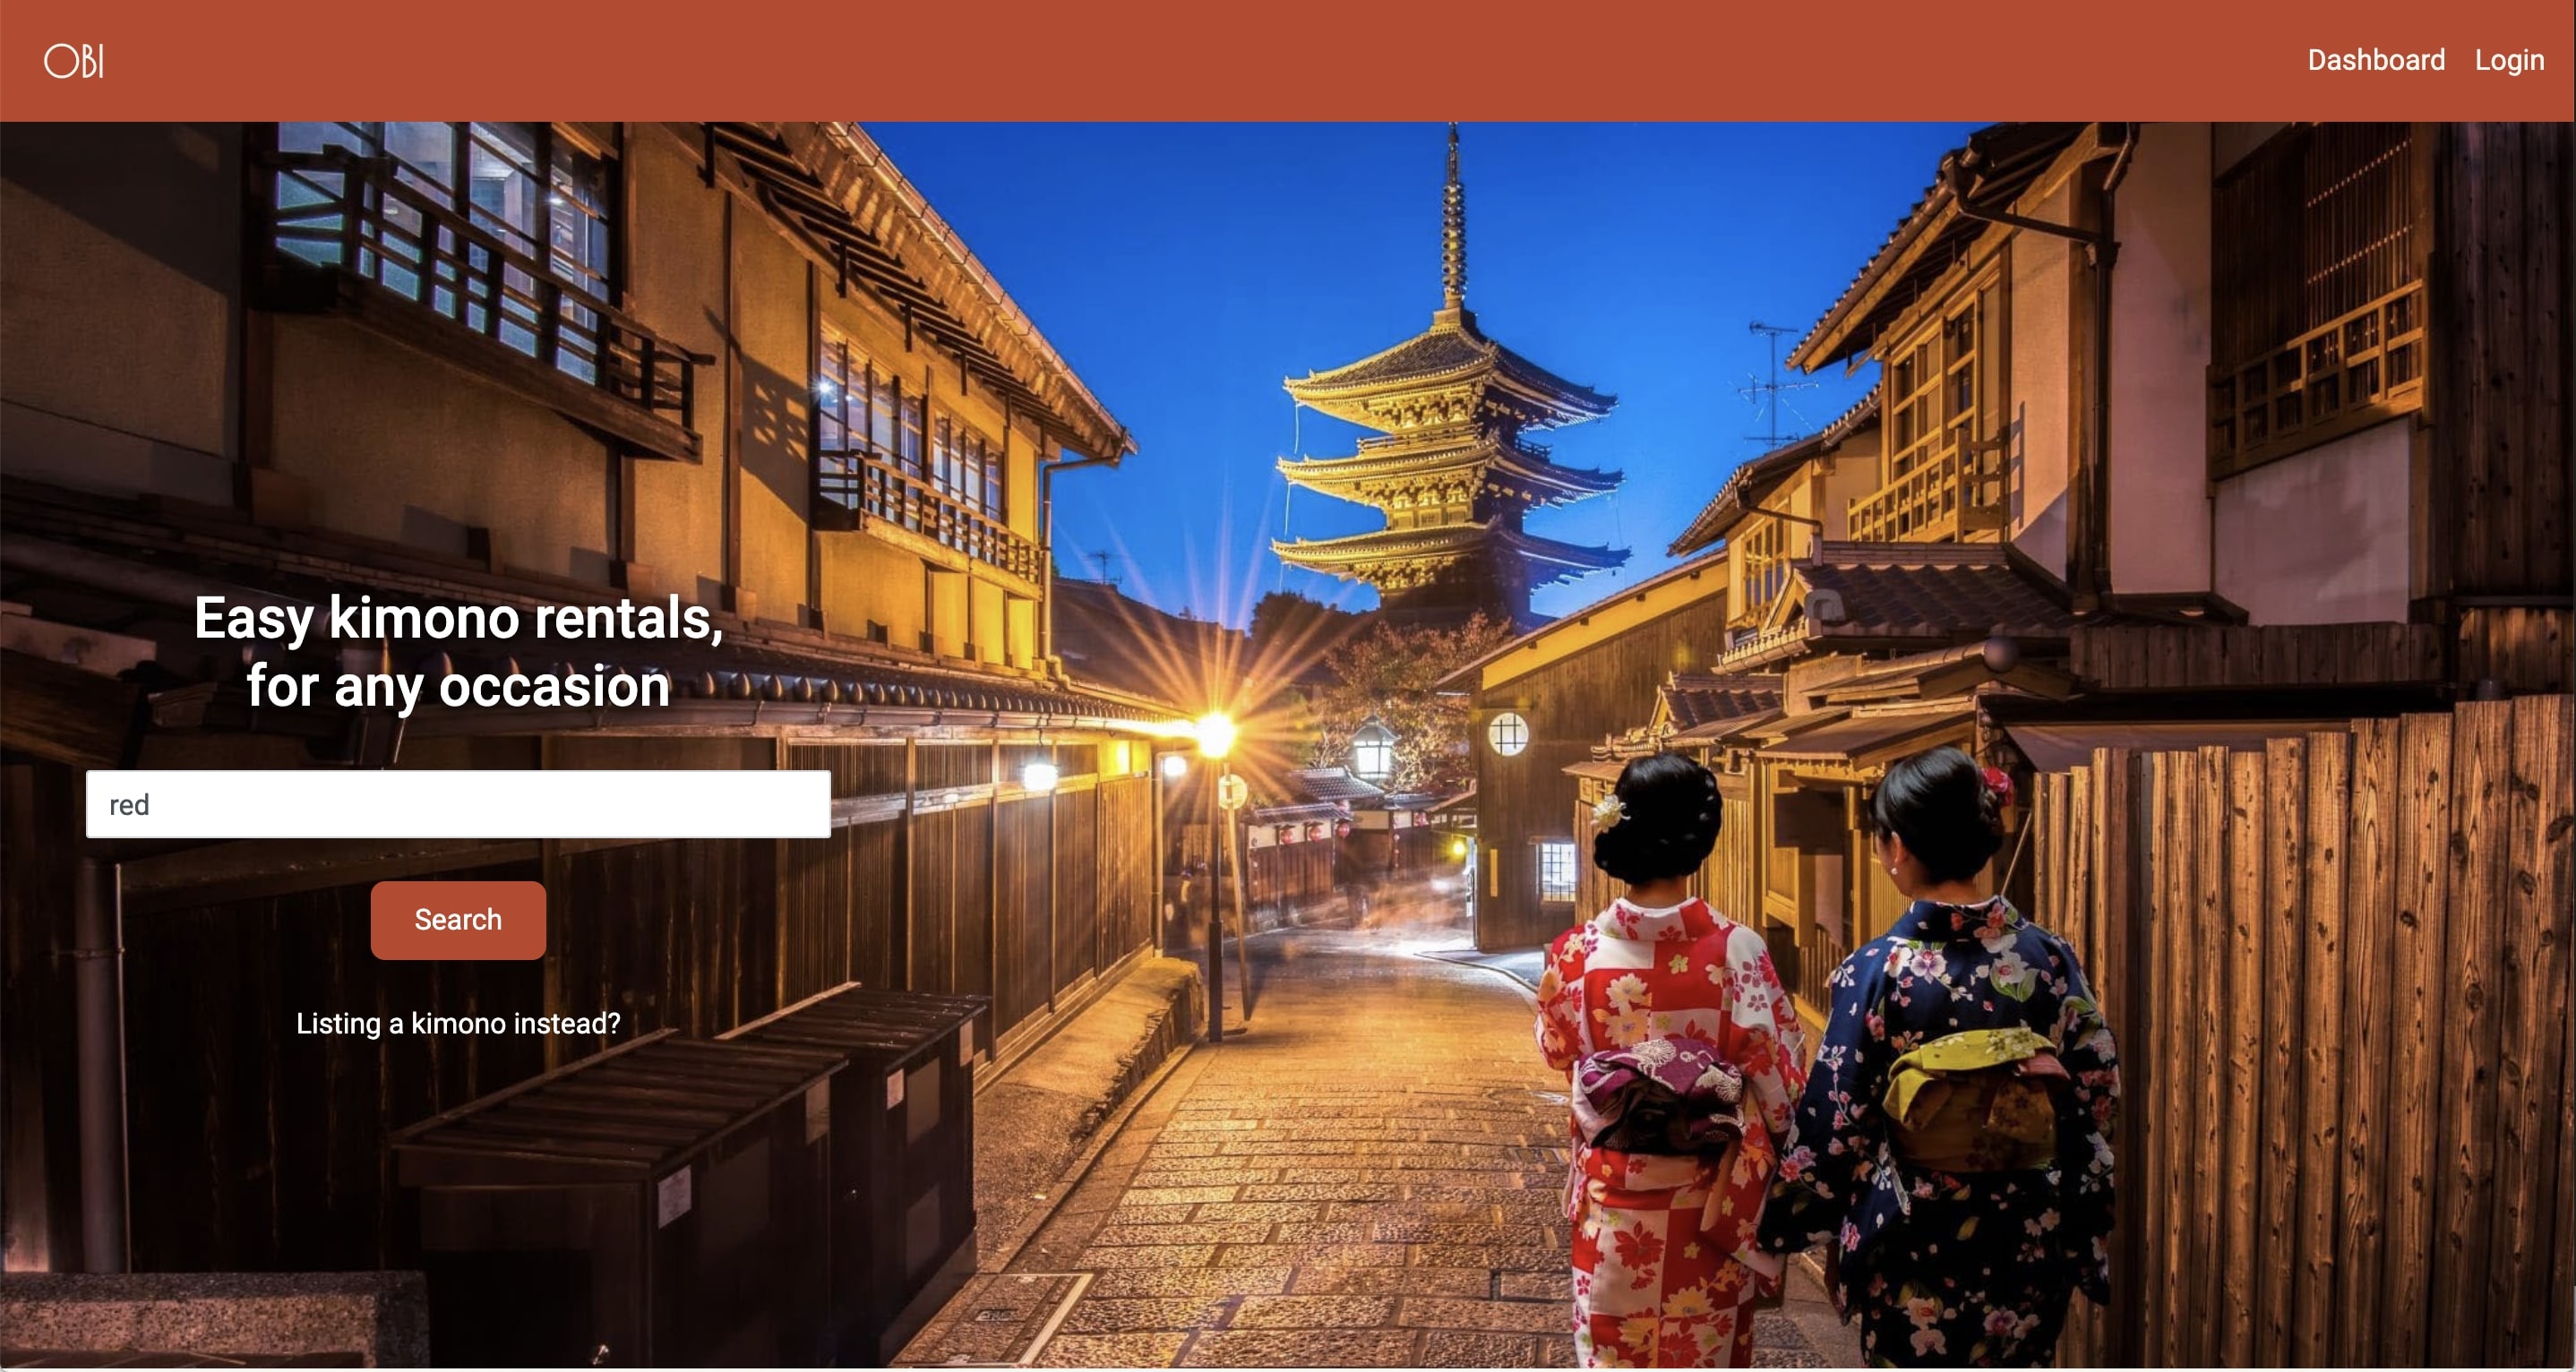 OBI
Dashboard Login
Easy kimono rentals,
for any occasion
red
Search
Listing a kimono instead?